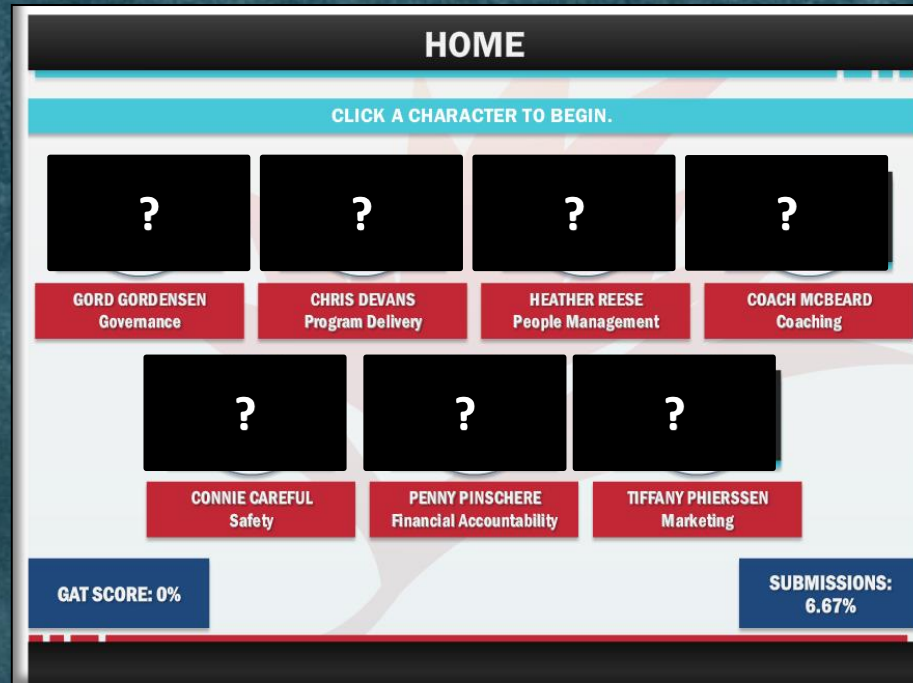 HOME
CLICK A CHARACTER TO BEGIN.
?
?
?
?
GORD GORDENSEN
Governance
CHRIS DEVANS
Program Delivery
HEATHER REESE
People Management
COACH MCBEARD
Coaching
?
?
?
CONNIE CAREFUL
Safety
PENNY PINSCHERE
Financial Accountability
TIFFANY PHIERSSEN
Marketing
GAT SCORE: 0%
SUBMISSIONS:
6.67%